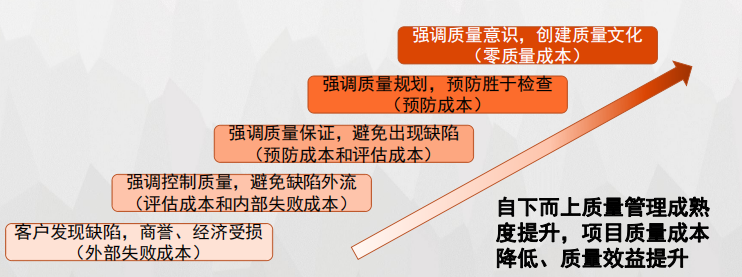 强调质量意识，创建质量文化
（零质量成本）
强调质量规划，预防胜于检查
（预防成本）
强调质量保证，避免出现缺陷
（预防成本和评估成本）
强调控制质量，避免缺陷外流
（评估成本和内部失败成本）
客户发现缺陷，商誉、经济受损
（外部失败成本）
自下而上质量管理成熟
度提升，项目质量成本
降低、质量效益提升